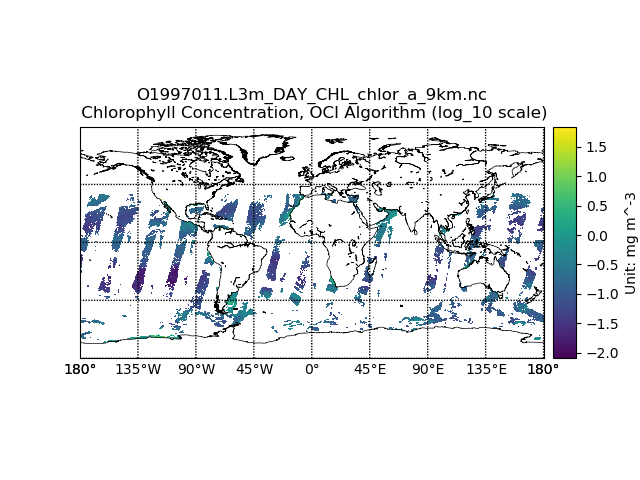 O1997011.L3m_DAY_CHL_chlor_a_9km.nc
Chlorophyll Concentration, OCI Algorithm (log_10 scale)
1.5
1.0
0.5
0.0
−0.5
−1.0
−1.5
−2.0
Unit: mg m^-3
180° 135°W 90°W 45°W 0° 45°E 90°E 135°E 180°